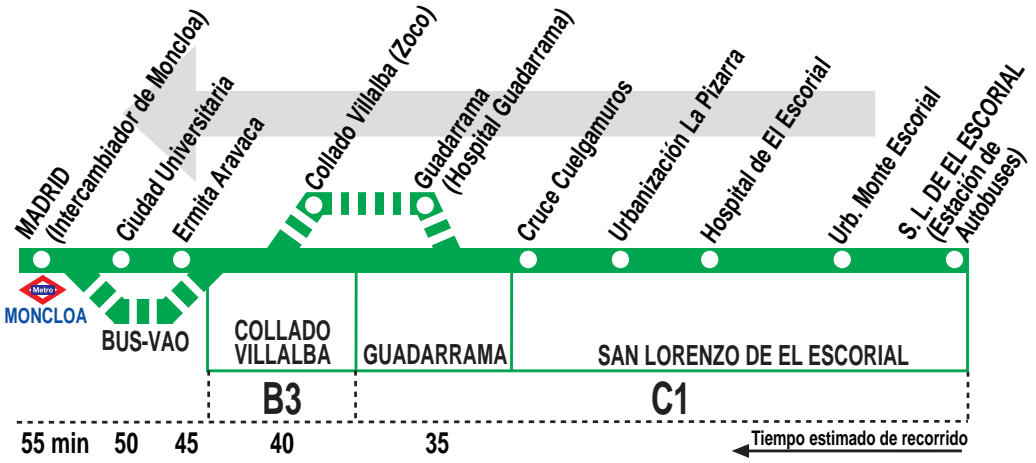 MADRID
(Intercambiador de Moncloa)
Ciudad Universitaria
Ermita Aravaca
Collado Villalba (Zoco)
Guadarrama
(Hospital Guadarrama)
Cruce Cuelgamuros
Urbanización La Pizarra
Hospital de El Escorial
Urb. Monte Escorial
S. L. DE EL ESCORIAL
(Estación de
Autobuses)
Metro
MONCLOA
BUS-VAO
COLLADO
VILLALBA
GUADARRAMA
SAN LORENZO DE EL ESCORIAL
B3
C1
55 min
50
45
40
35
Tiempo estimado de recorrido